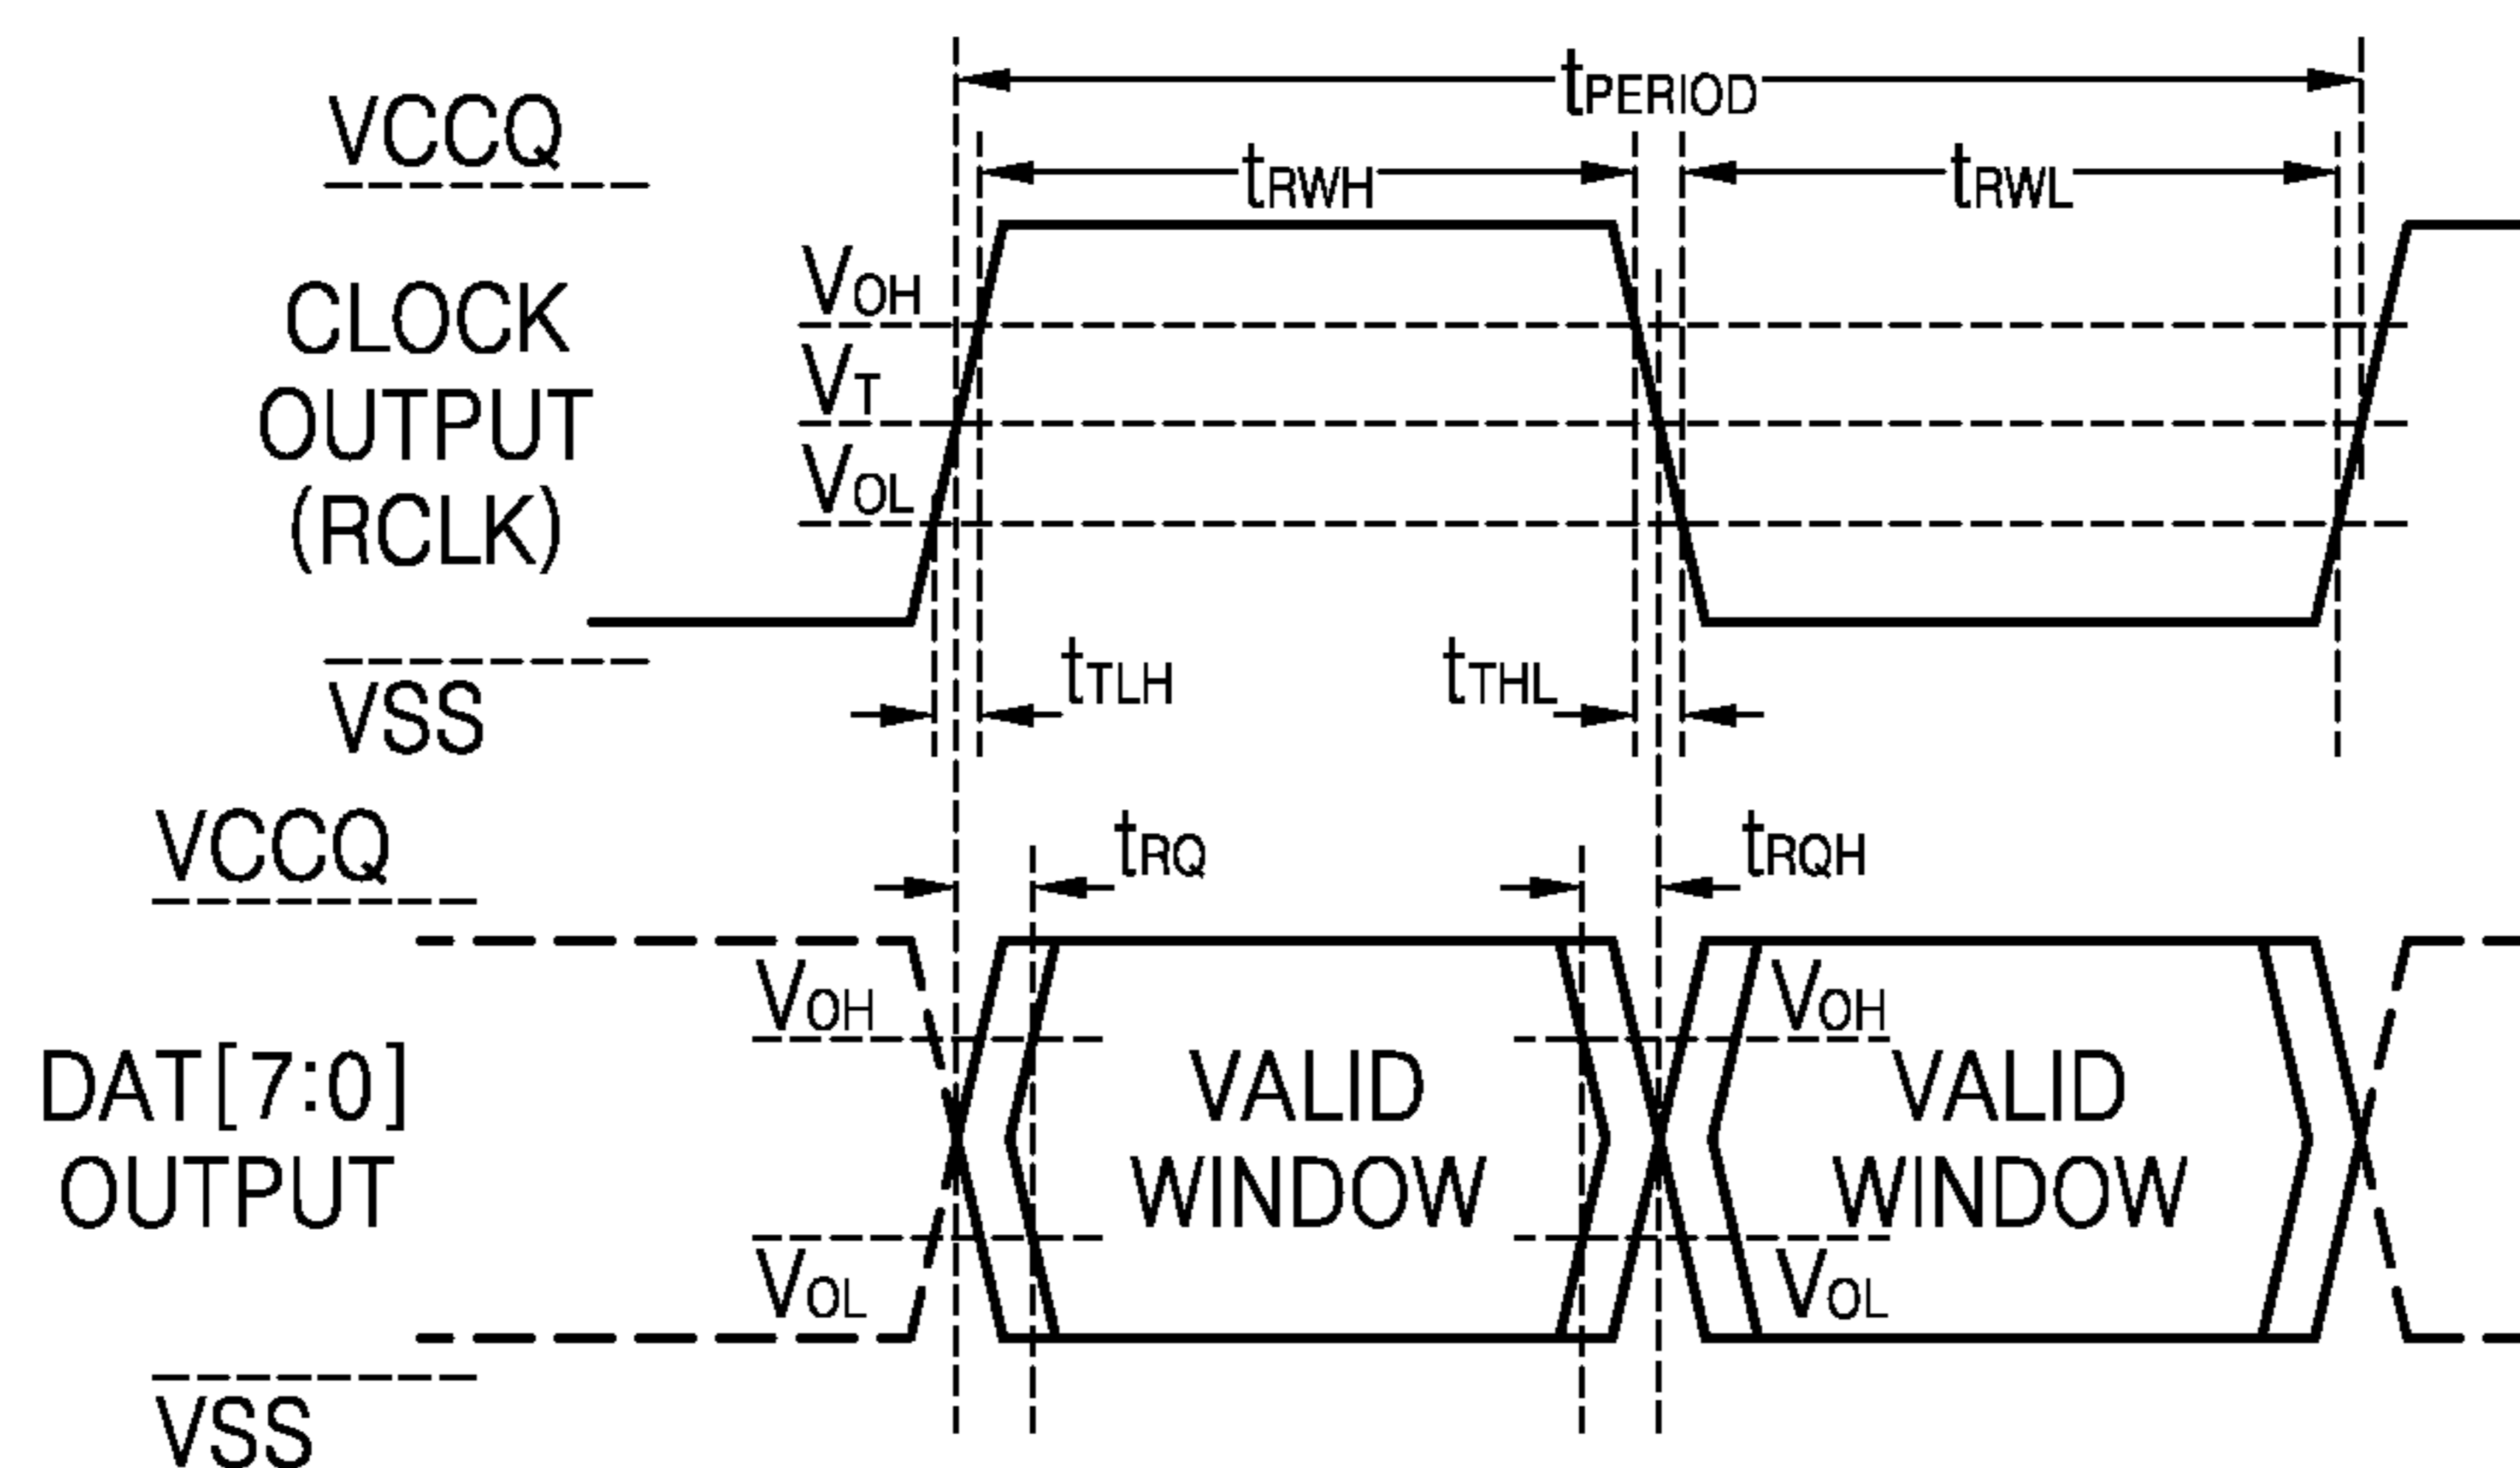 tPERIOD
VCCQ
tRWH
tRWL
VOH
CLOCK
OUTPUT
(RCLK)
VT
VOL
tTLH
tTHL
VSS
VCCQ
tRQ
tRQH
VOH
VOH
DAT[7:0]
OUTPUT
VALID
WINDOW
VALID
WINDOW
VOL
VOL
VSS